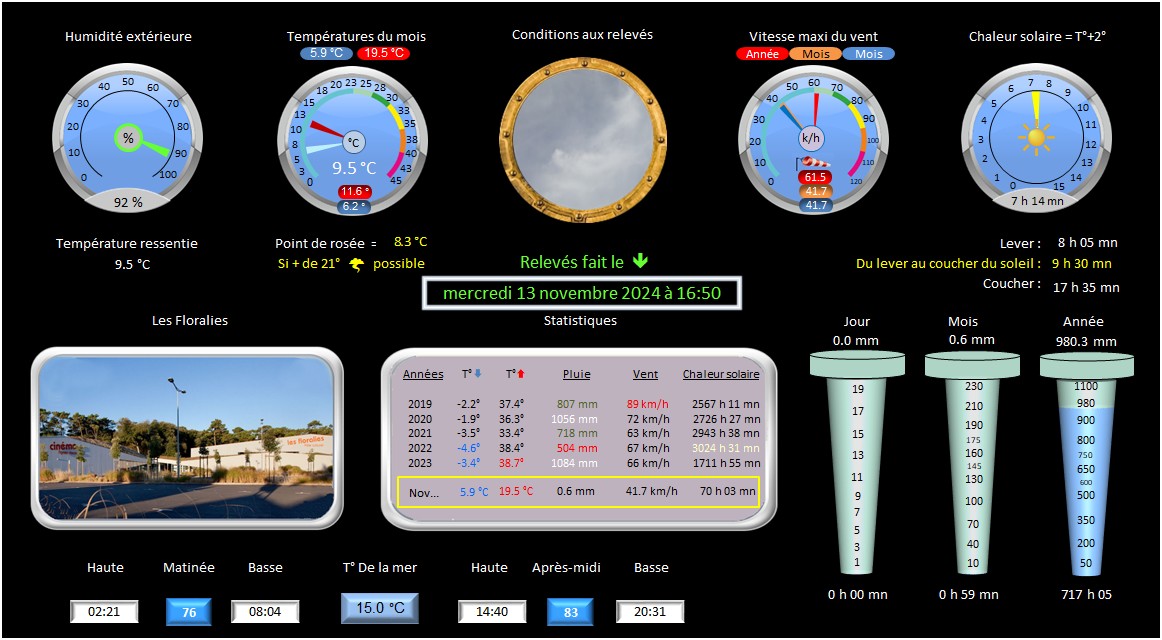 Humidité extérieure
Températures du mois
Conditions aux relevés
Vitesse maxi du vent
Chaleur solaire = T°+2°
5.9 °C 19.5 °C
Année Mois Mois
0 10 20 30 40 50 60 70 80 90 100
%
92 %
0 3 5 8 10 13 15 18 20 23 25 28 30 33 35 38 40 43 45
°C
9.5 °C
11.6 °
6.2 °
0 10 20 30 40 50 60 70 80 90 100 110 120
k/h
61.5
41.7
41.7
0 1 2 3 4 5 6 7 8 9 10 11 12 13 14 15
7 h 14 mn
Température ressentie
9.5 °C
Point de rosée = 8.3 °C
Si + de 21° possible
Relevés fait le
mercredi 13 novembre 2024 à 16:50
Lever : 8 h 05 mn
Du lever au coucher du soleil : 9 h 30 mn
Coucher : 17 h 35 mn
Les Floralies
cinéma
les floralies
Statistiques
Années T° T° Pluie Vent Chaleur solaire
2019 -2.2° 37.4° 807 mm 89 km/h 2567 h 11 mn
2020 -1.9° 36.3° 1056 mm 72 km/h 2726 h 27 mn
2021 -3.5° 33.4° 718 mm 63 km/h 2943 h 38 mn
2022 -4.6° 38.4° 504 mm 67 km/h 3024 h 31 mn
2023 -3.4° 38.7° 1084 mm 66 km/h 1711 h 55 mn
Nov... 5.9 °C 19.5 °C 0.6 mm 41.7 km/h 70 h 03 mn
Jour
0.0 mm
19
17
15
13
11
9
7
5
3
1
0 h 00 mn
Mois
0.6 mm
230
210
190
175
160
145
130
100
70
40
10
0 h 59 mn
Année
980.3 mm
1100
980
900
800
750
650
600
500
350
200
50
717 h 05
Haute Matinée Basse
02:21 76 08:04
T° De la mer
15.0 °C
Haute Après-midi Basse
14:40 83 20:31